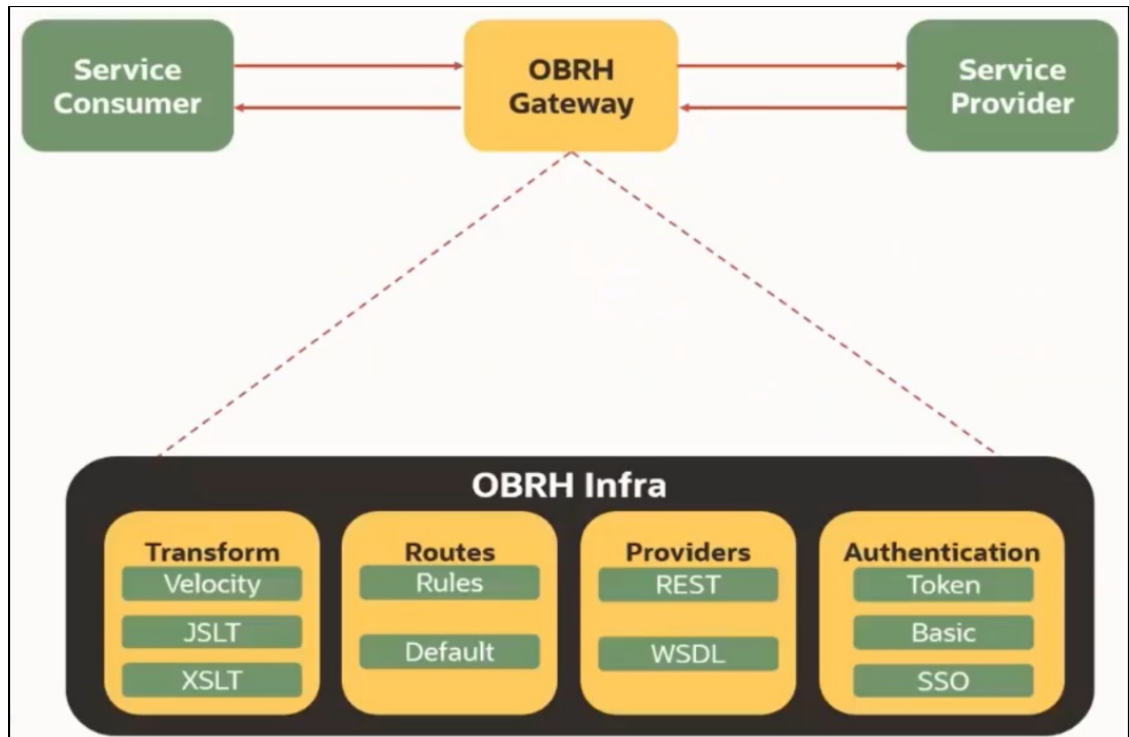 Service
Consumer
OBRH
Gateway
Service
Provider
OBRH Infra
Transform
Velocity
JSLT
XSLT
Routes
Rules
Default
Providers
REST
WSDL
Authentication
Token
Basic
SSO